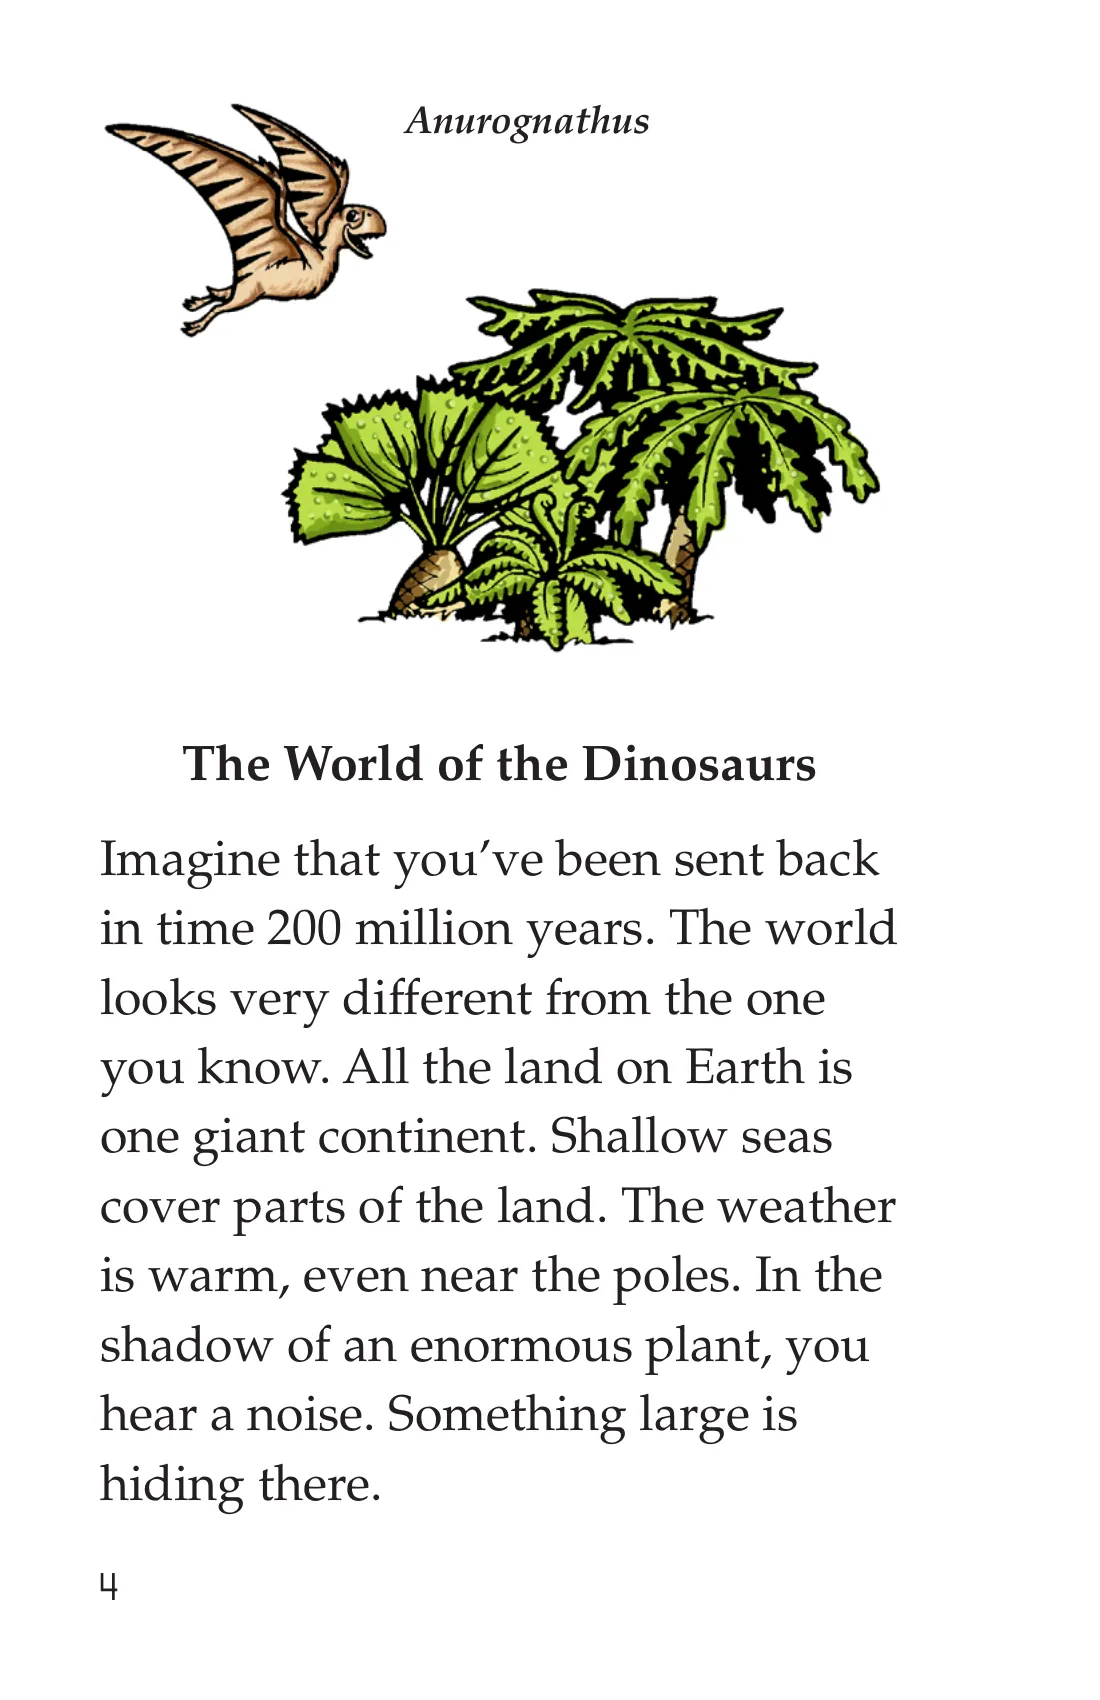 Anurognathus
The World of the Dinosaurs
Imagine that you’ve been sent back
in time 200 million years. The world
looks very different from the one
you know. All the land on Earth is
one giant continent. Shallow seas
cover parts of the land. The weather
is warm, even near the poles. In the
shadow of an enormous plant, you
hear a noise. Something large is
hiding there.
4